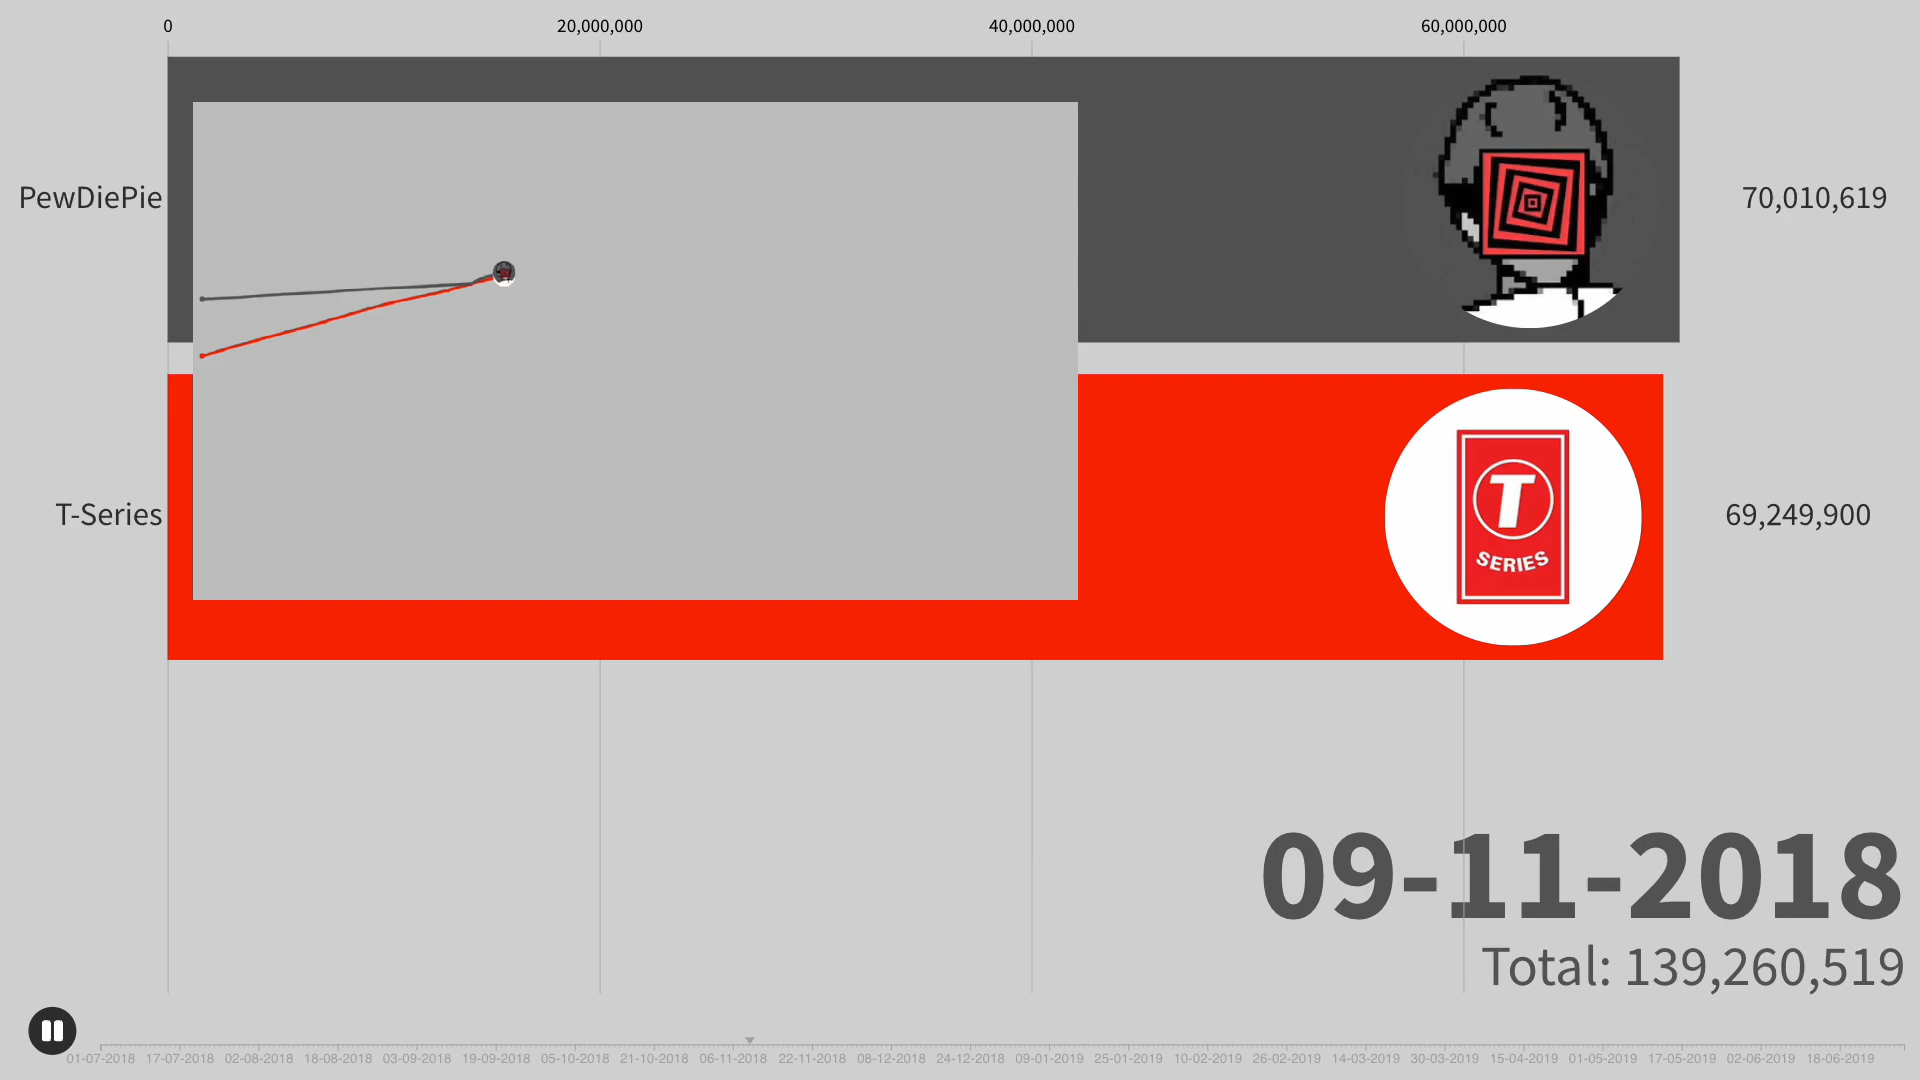 0 20,000,000 40,000,000 60,000,000
PewDiePie 70,010,619
T-Series T SERIES 69,249,900
09-11-2018
Total: 139,260,519
01-07-2018 17-07-2018 02-08-2018 18-08-2018 03-09-2018 19-09-2018 05-10-2018 21-10-2018 06-11-2018 22-11-2018 08-12-2018 24-12-2018 09-01-2019 25-01-2019 10-02-2019 26-02-2019 14-03-2019 30-03-2019 15-04-2019 01-05-2019 17-05-2019 02-06-2019 18-06-2019